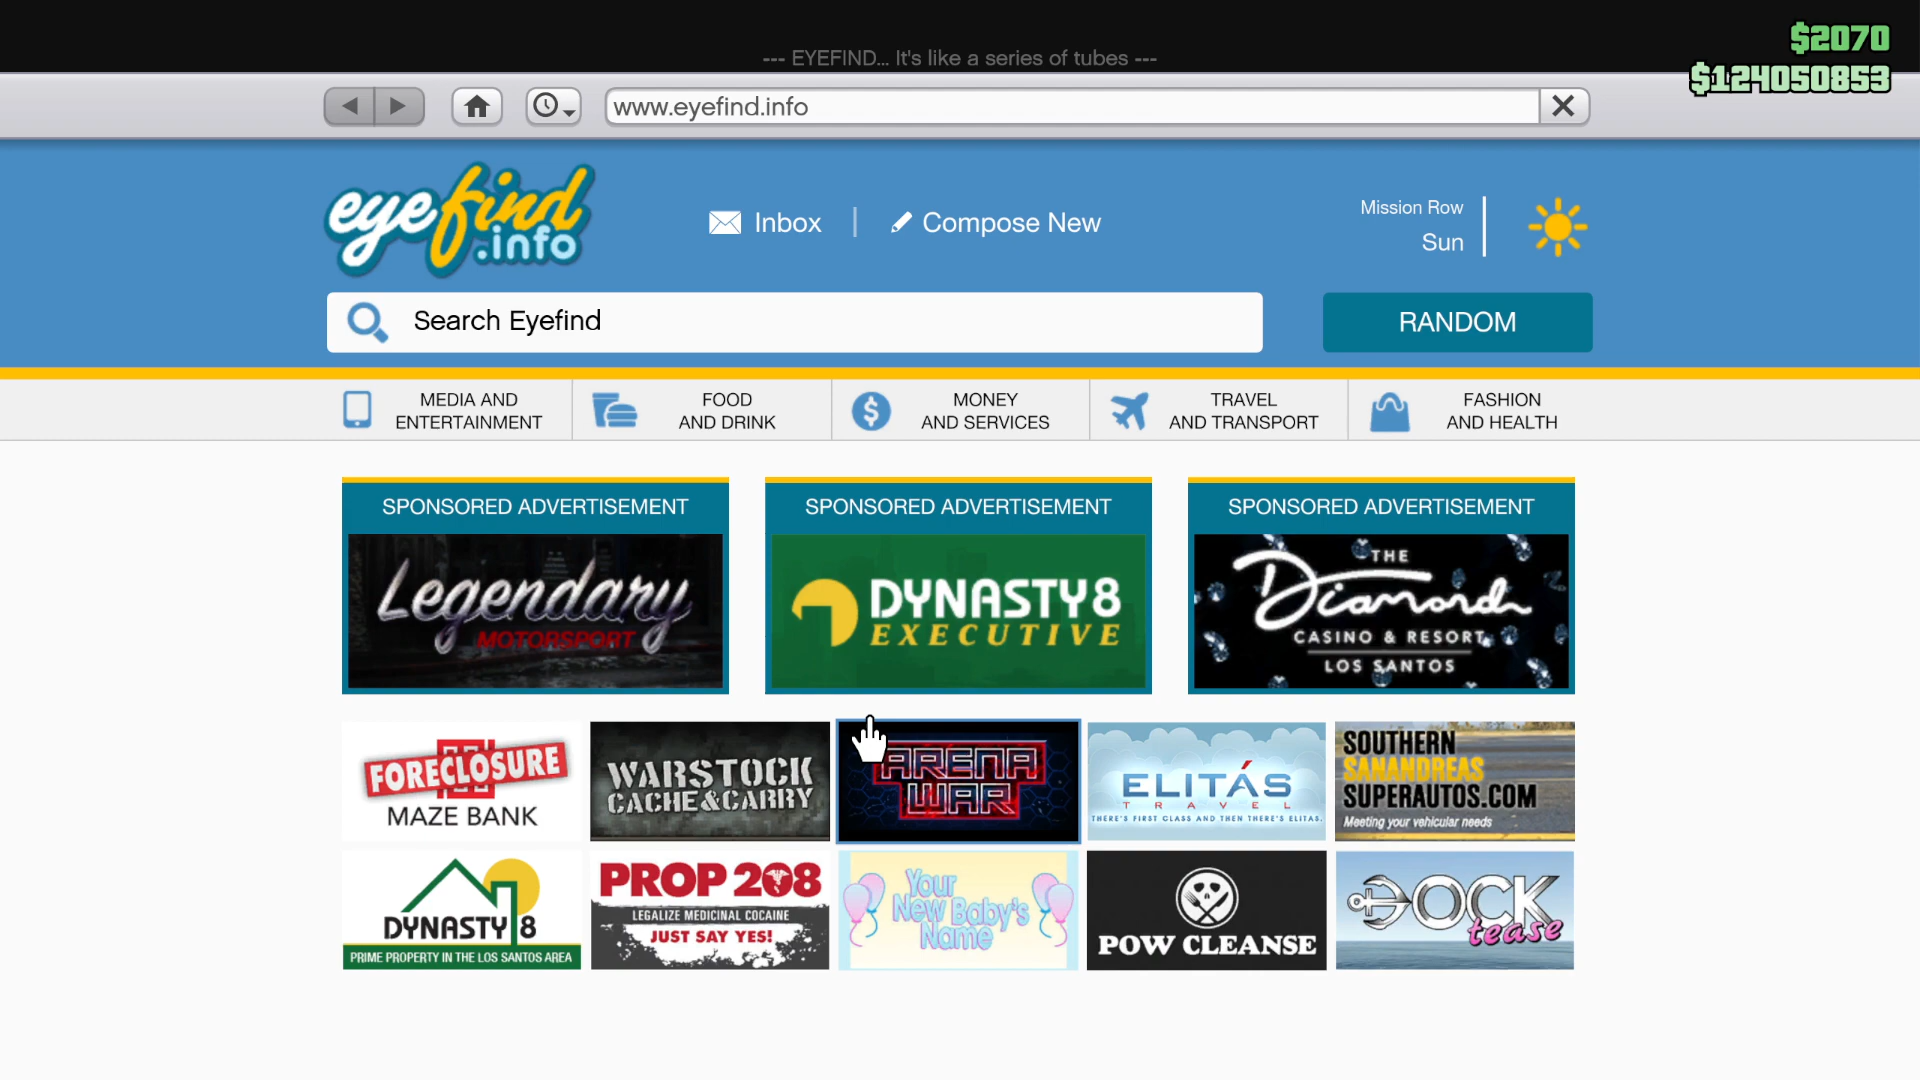 $2070
--- EYEFIND... It's like a series of tubes ---
$124050853
www.eyefind.info
eyefind
.info
Inbox
Compose New
Mission Row
Sun
Search Eyefind
RANDOM
MEDIA AND
ENTERTAINMENT
FOOD
AND DRINK
MONEY
AND SERVICES
TRAVEL
AND TRANSPORT
FASHION
AND HEALTH
SPONSORED ADVERTISEMENT
Legendary
MOTORSPORT
SPONSORED ADVERTISEMENT
DYNASTY8
EXECUTIVE
SPONSORED ADVERTISEMENT
THE
Diamond
CASINO & RESORT
LOS SANTOS
FORECLOSURE
MAZE BANK
WARSTOCK
CACHE&CARRY
ARENA
WAR
ELITÁS
TRAVEL
THERE'S FIRST CLASS AND THEN THERE'S ELITAS.
SOUTHERN
SANANDREAS
SUPERAUTOS.COM
Meeting your vehicular needs
DYNASTY 8
PRIME PROPERTY IN THE LOS SANTOS AREA
PROP 208
LEGALIZE MEDICINAL COCAINE
JUST SAY YES!
Your
New Baby's
Name
POW CLEANSE
DOCK
tease